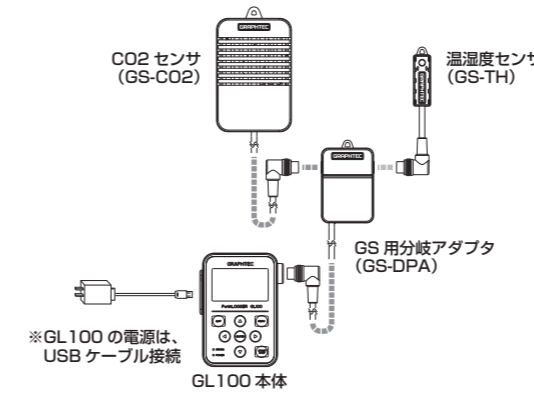 GRAPHTEC
CO2 センサ
(GS-CO2)
温湿度センサ
(GS-TH)
GRAPHTEC
GS 用分岐アダプタ
(GS-DPA)
GRAPHTEC
GL100
※GL100 の電源は、
USB ケーブル接続
GL100 本体